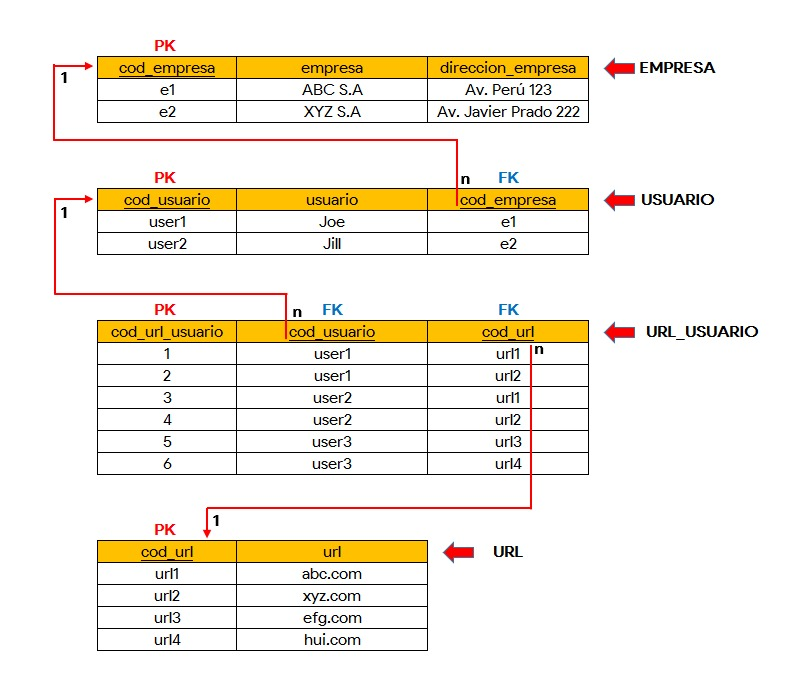 PK
cod_empresa empresa direccion_empresa EMPRESA
1
e1 ABC S.A Av. Perú 123
e2 XYZ S.A Av. Javier Prado 222
PK n FK
cod_usuario usuario cod_empresa USUARIO
1
user1 Joe e1
user2 Jill e2
PK n FK FK
cod_url_usuario cod_usuario cod_url URL_USUARIO
1 user1 url1 n
2 user1 url2
3 user2 url1
4 user2 url2
5 user3 url3
6 user3 url4
PK 1
cod_url url URL
url1 abc.com
url2 xyz.com
url3 efg.com
url4 hui.com